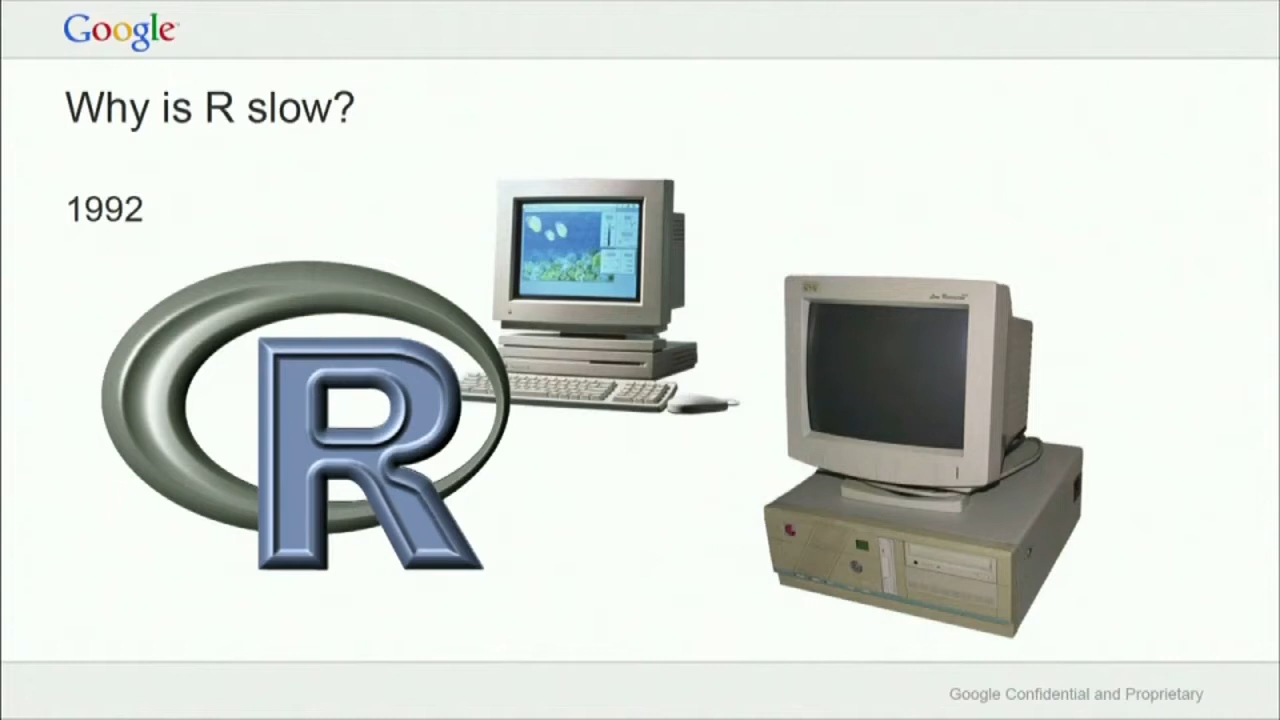 Google
Why is R slow?
1992
R
Google Confidential and Proprietary